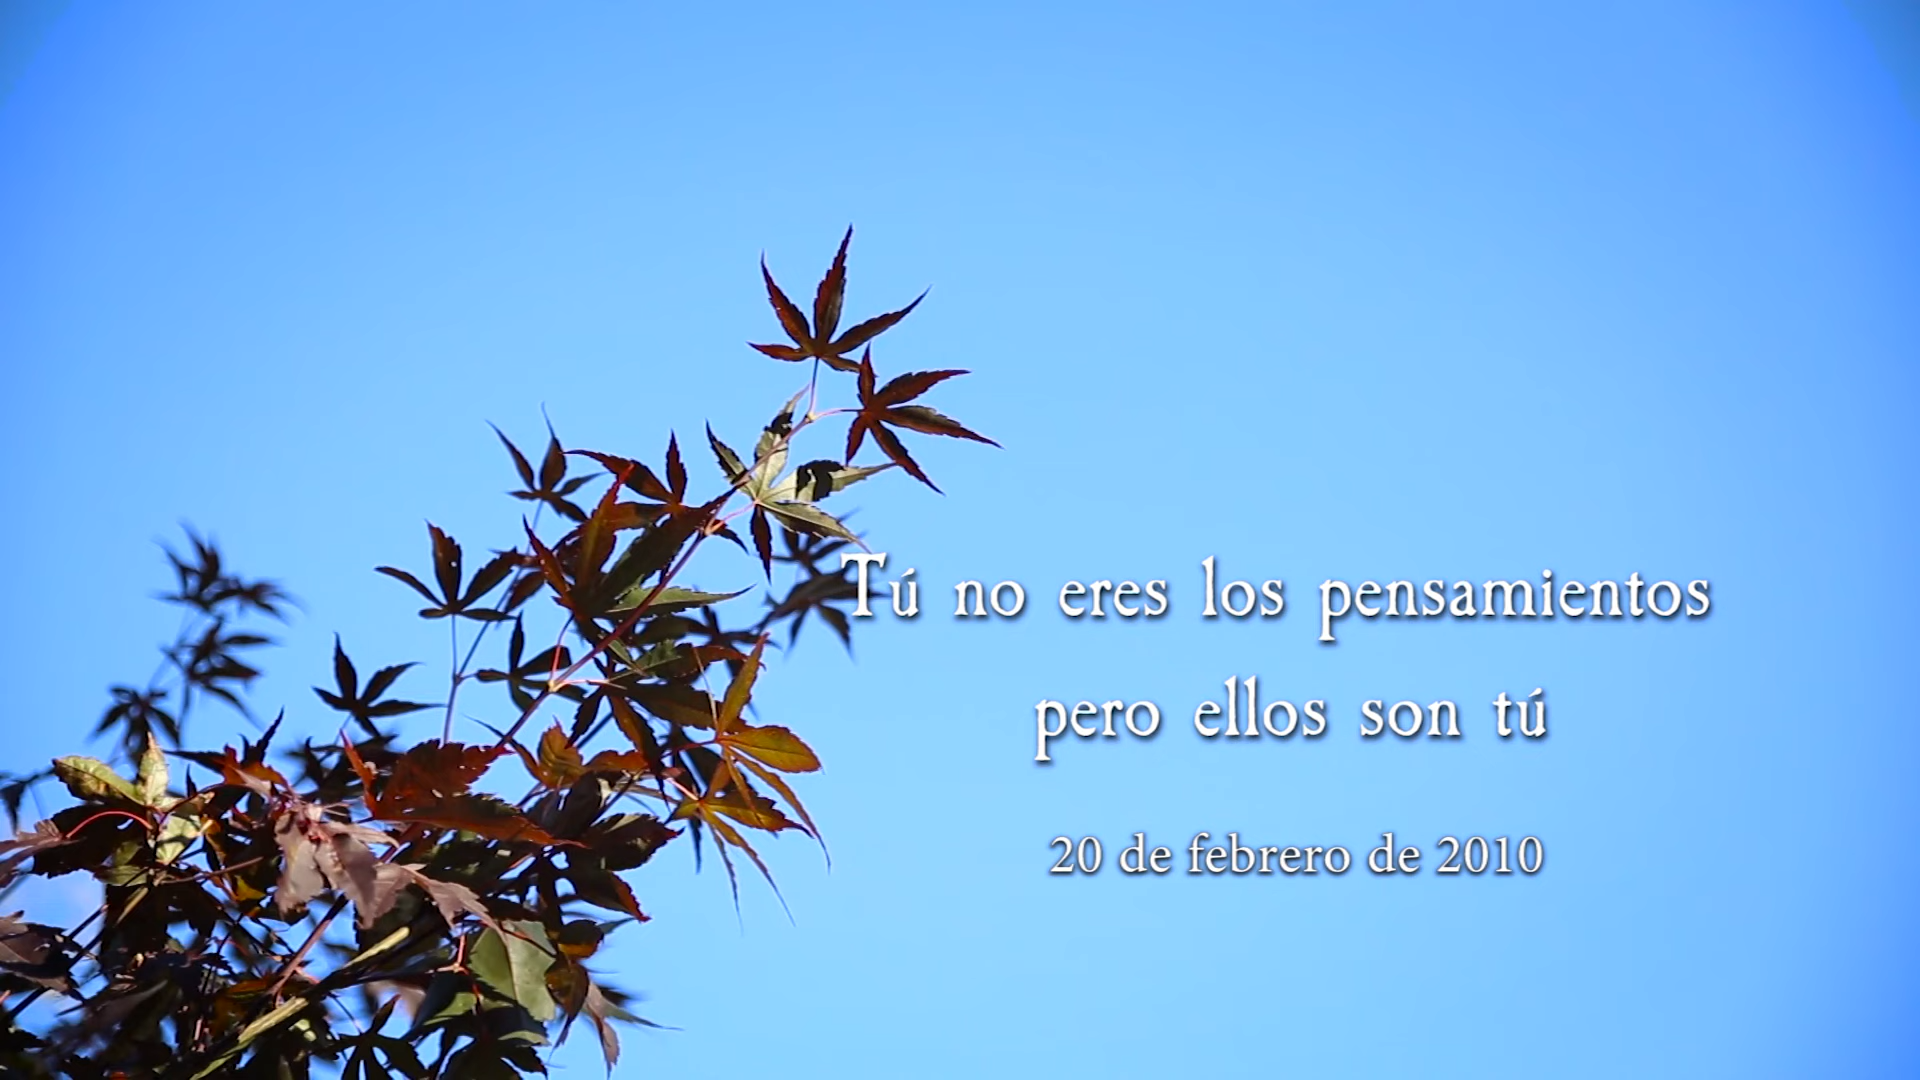 Tú no eres los pensamientos
pero ellos son tú
20 de febrero de 2010